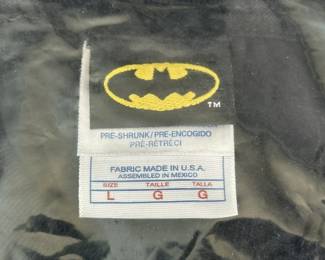 TM
PRE-SHRUNK/PRE-ENCOGIDO
PRÉ-RÉTRÉCI
FABRIC MADE IN U.S.A.
ASSEMBLED IN MEXICO
SIZE TAILLE TALLA
L G G